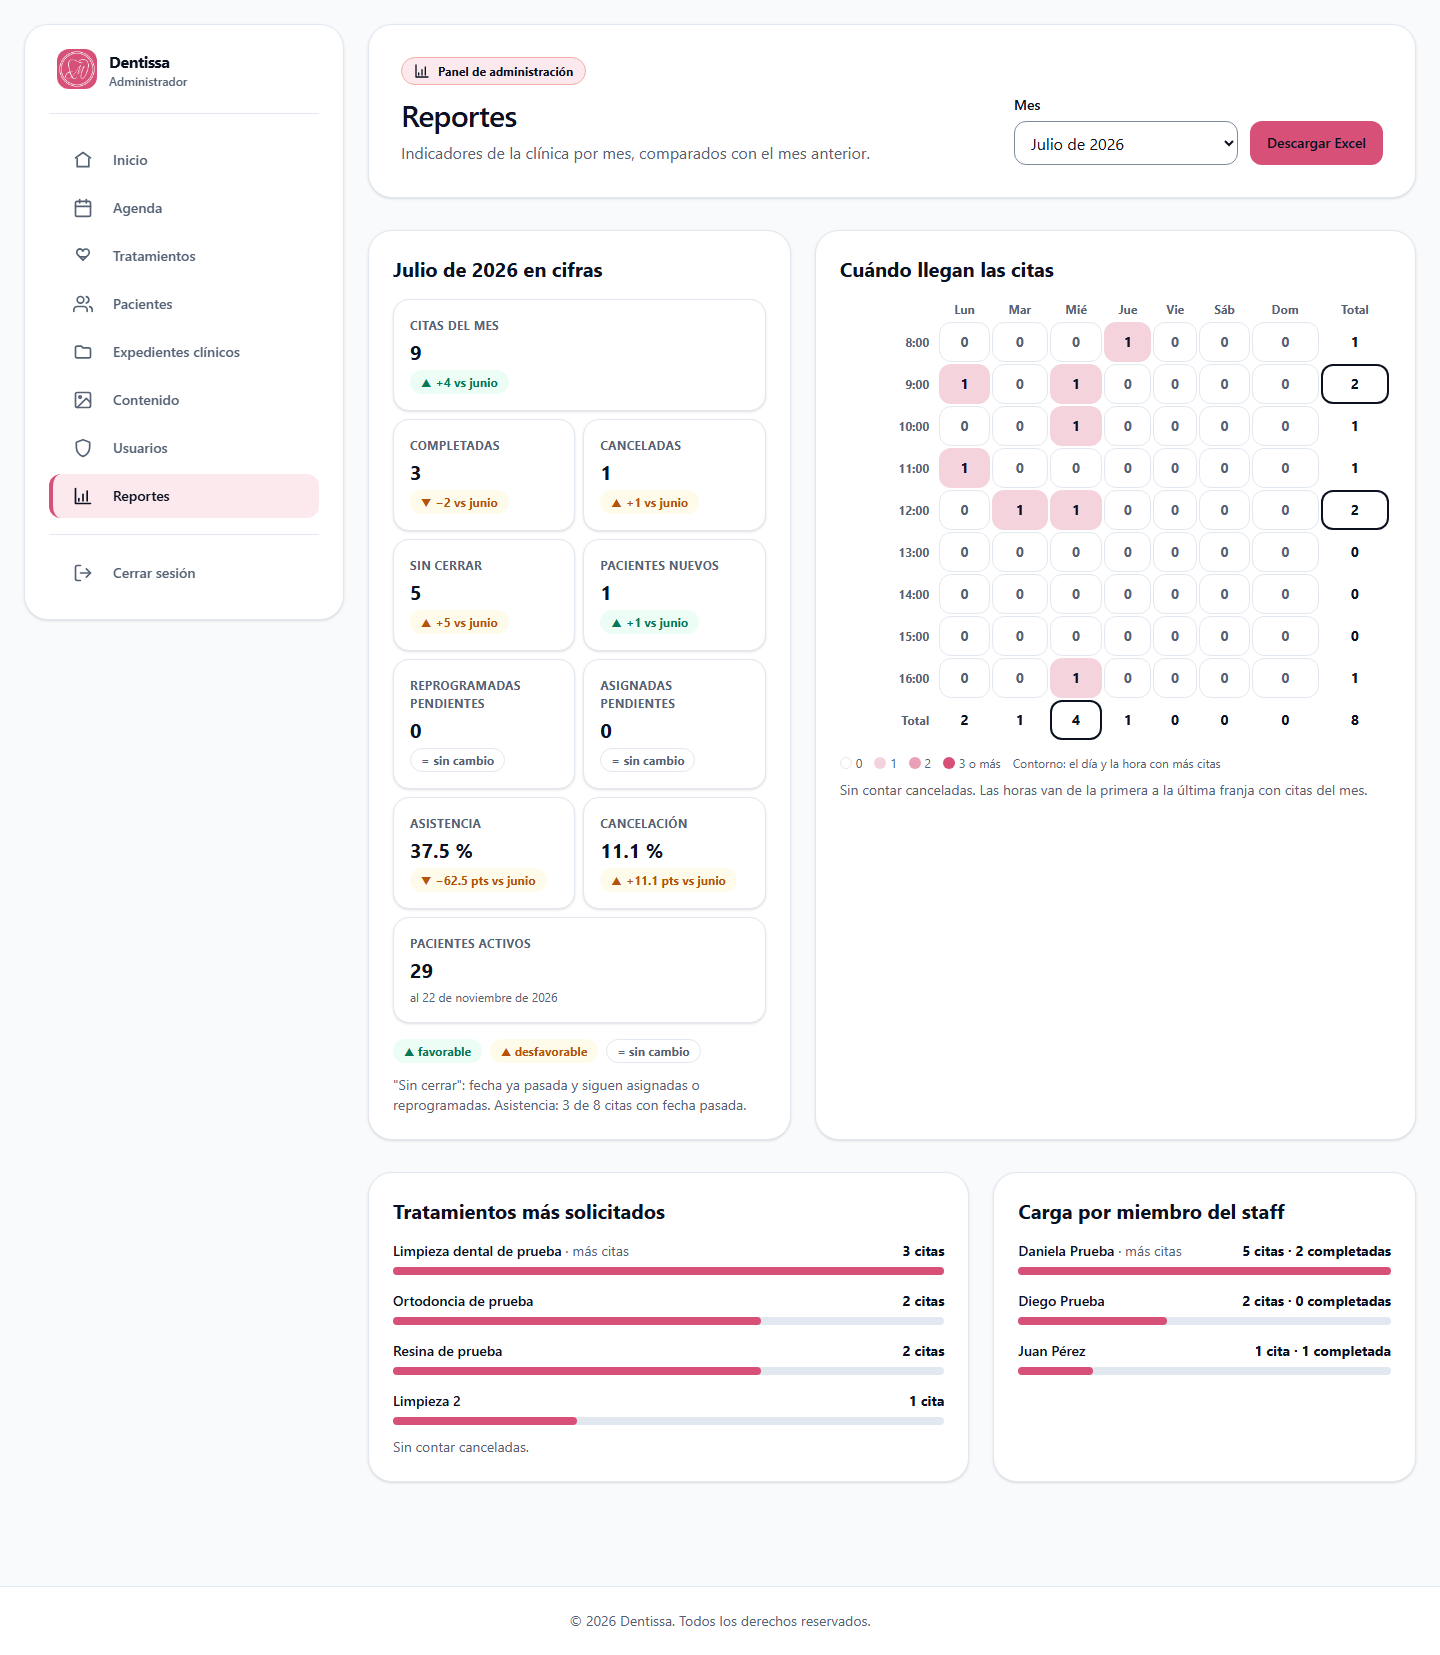 Dentissa
Administrador
Inicio
Agenda
Tratamientos
Pacientes
Expedientes clínicos
Contenido
Usuarios
Reportes
Cerrar sesión
Panel de administración
Reportes
Indicadores de la clínica por mes, comparados con el mes anterior.
Mes
Julio de 2026
Descargar Excel
Julio de 2026 en cifras
CITAS DEL MES
9
▲ +4 vs junio
COMPLETADAS
3
▼ −2 vs junio
CANCELADAS
1
▲ +1 vs junio
SIN CERRAR
5
▲ +5 vs junio
PACIENTES NUEVOS
1
▲ +1 vs junio
REPROGRAMADAS
PENDIENTES
0
= sin cambio
ASIGNADAS
PENDIENTES
0
= sin cambio
ASISTENCIA
37.5 %
▼ −62.5 pts vs junio
CANCELACIÓN
11.1 %
▲ +11.1 pts vs junio
PACIENTES ACTIVOS
29
al 22 de noviembre de 2026
▲ favorable ▲ desfavorable = sin cambio
"Sin cerrar": fecha ya pasada y siguen asignadas o
reprogramadas. Asistencia: 3 de 8 citas con fecha pasada.
Cuándo llegan las citas
Lun Mar Mié Jue Vie Sáb Dom Total
8:00 0 0 0 1 0 0 0 1
9:00 1 0 1 0 0 0 0 2
10:00 0 0 1 0 0 0 0 1
11:00 1 0 0 0 0 0 0 1
12:00 0 1 1 0 0 0 0 2
13:00 0 0 0 0 0 0 0 0
14:00 0 0 0 0 0 0 0 0
15:00 0 0 0 0 0 0 0 0
16:00 0 0 1 0 0 0 0 1
Total 2 1 4 1 0 0 0 8
0 1 2 3 o más Contorno: el día y la hora con más citas
Sin contar canceladas. Las horas van de la primera a la última franja con citas del mes.
Tratamientos más solicitados
Limpieza dental de prueba · más citas 3 citas
Ortodoncia de prueba 2 citas
Resina de prueba 2 citas
Limpieza 2 1 cita
Sin contar canceladas.
Carga por miembro del staff
Daniela Prueba · más citas 5 citas · 2 completadas
Diego Prueba 2 citas · 0 completadas
Juan Pérez 1 cita · 1 completada
© 2026 Dentissa. Todos los derechos reservados.